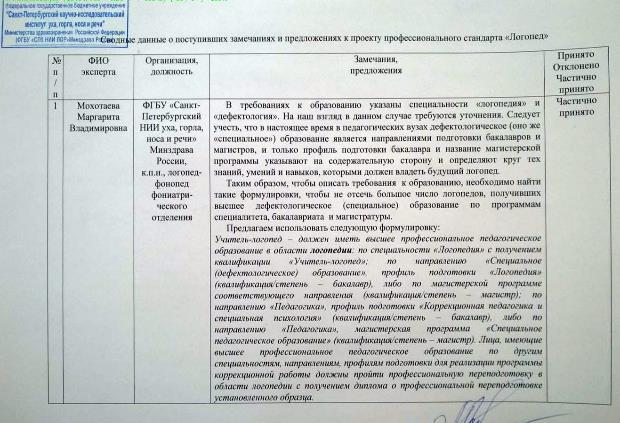 Федеральное государственное бюджетное учреждение
"Санкт-Петербургский научно-исследовательский
институт уха, горла, носа и речи"
Министерства здравоохранения Российской Федерации
(ФГБУ «СПб НИИ ЛОР» Минздрава России)
Сводные данные о поступивших замечаниях и предложениях к проекту профессионального стандарта «Логопед»
№ п/п
ФИО эксперта
Организация, должность
Замечания, предложения
Принято
Отклонено
Частично
принято
1
Мохотаева
Маргарита
Владимировна
ФГБУ «Санкт-
Петербургский
НИИ уха, горла,
носа и речи»
Минздрава
России,
к.п.н., логопед-
фонопед
фониатри-
ческого
отделения
В требованиях к образованию указаны специальности «логопедия» и
«дефектология». На наш взгляд в данном случае требуются уточнения. Следует
учесть, что в настоящее время в педагогических вузах дефектологическое (оно же
«специальное») образование является направлениями подготовки бакалавров и
магистров, и только профиль подготовки бакалавра и название магистерской
программы указывают на содержательную сторону и определяют круг тех
знаний, умений и навыков, которыми должен владеть будущий логопед.
Таким образом, чтобы описать требования к образованию, необходимо найти
такие формулировки, чтобы не отсечь большое число логопедов, получивших
высшее дефектологическое (специальное) образование по программам
специалитета, бакалавриата и магистратуры.
Предлагаем использовать следующую формулировку:
Учитель-логопед – должен иметь высшее профессиональное педагогическое
образование в области логопедии: по специальности «Логопедия» с получением
квалификации «Учитель-логопед»; по направлению «Специальное
(дефектологическое) образование», профиль подготовки «Логопедия»
(квалификация/степень – бакалавр), либо по магистерской программе
соответствующего направления (квалификация/степень – магистр); по
направлению «Педагогика», профиль подготовки «Коррекционная педагогика и
специальная психология» (квалификация/степень – бакалавр), либо по
направлению «Педагогика», магистерская программа «Специальное
педагогическое образование» (квалификация/степень – магистр). Лица, имеющие
высшее профессиональное педагогическое образование по другим
специальностям, направлениям, профилям подготовки для реализации программы
коррекционной работы должны пройти профессиональную переподготовку в
области логопедии с получением диплома о профессиональной переподготовке
установленного образца.
Частично
принято